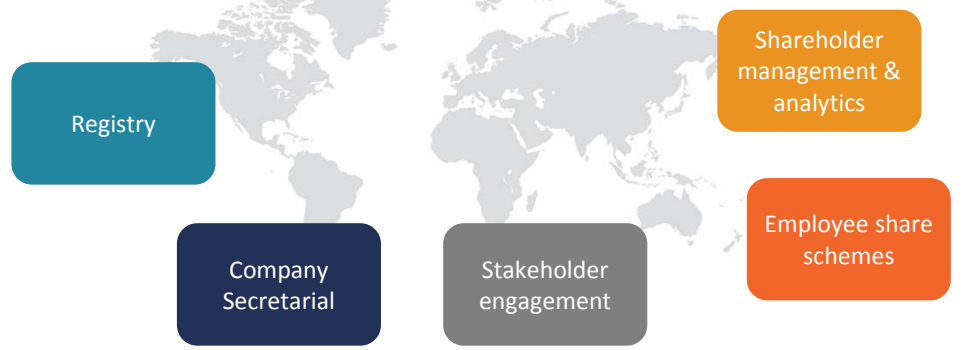 Shareholder
management &
analytics
Registry
Employee share
schemes
Company
Secretarial
Stakeholder
engagement